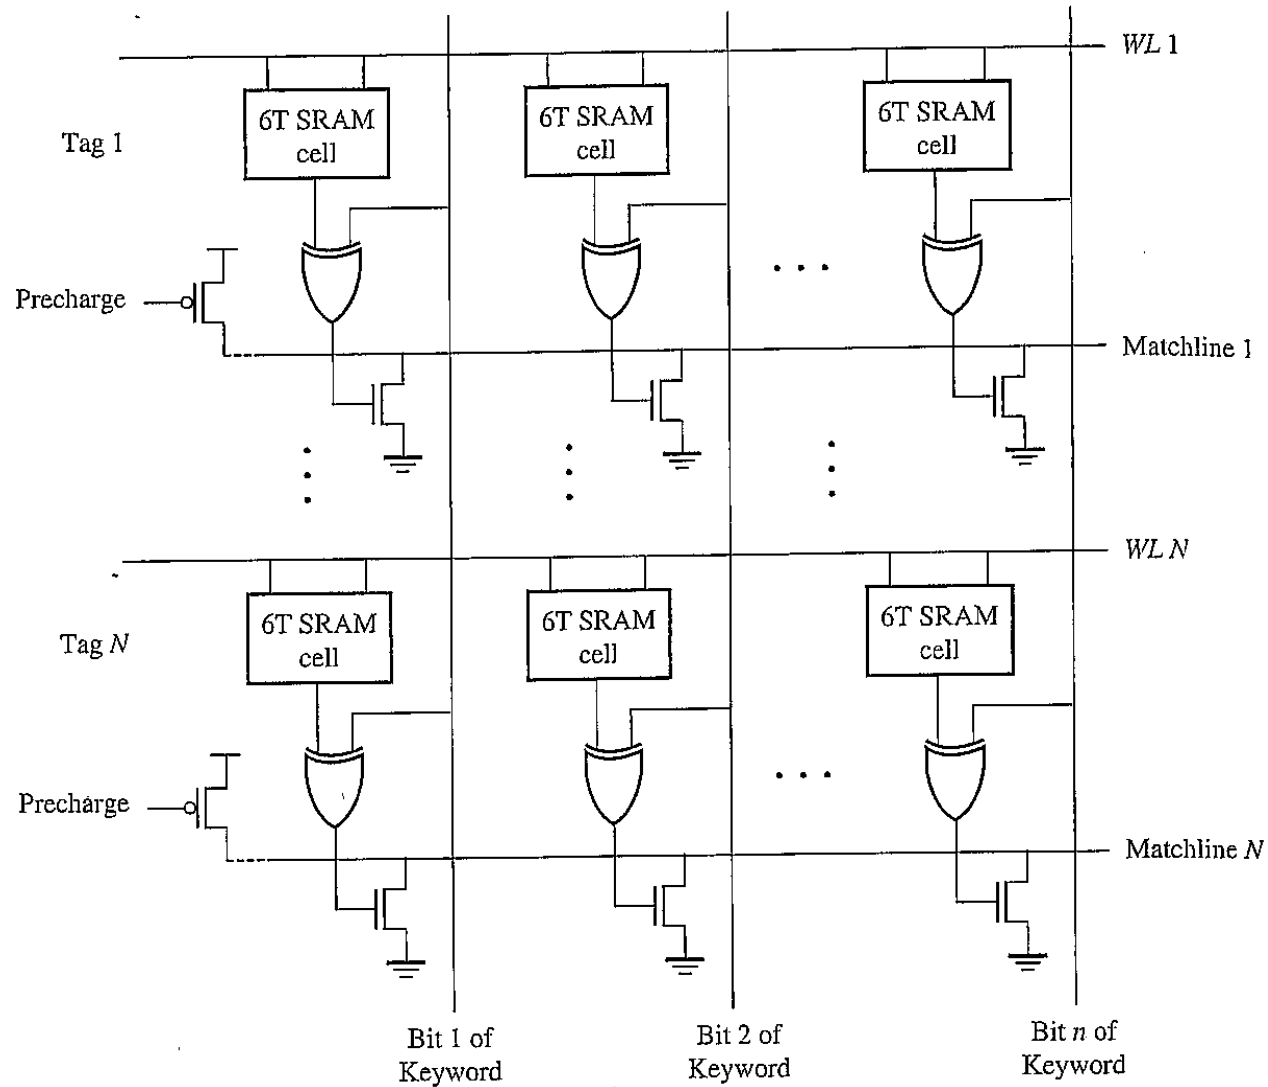 WL 1
6T SRAM
cell
6T SRAM
cell
6T SRAM
cell
Tag 1
Precharge
Matchline 1
WL N
6T SRAM
cell
6T SRAM
cell
6T SRAM
cell
Tag N
Precharge
Matchline N
Bit 1 of
Keyword
Bit 2 of
Keyword
Bit n of
Keyword